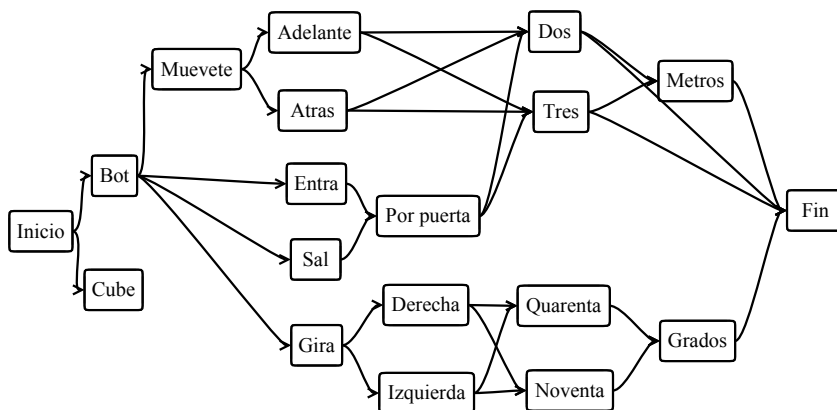 Adelante
Dos
Muevete
Metros
Atras
Tres
Bot
Entra
Por puerta
Fin
Inicio
Sal
Cube
Derecha
Quarenta
Gira
Grados
Izquierda
Noventa